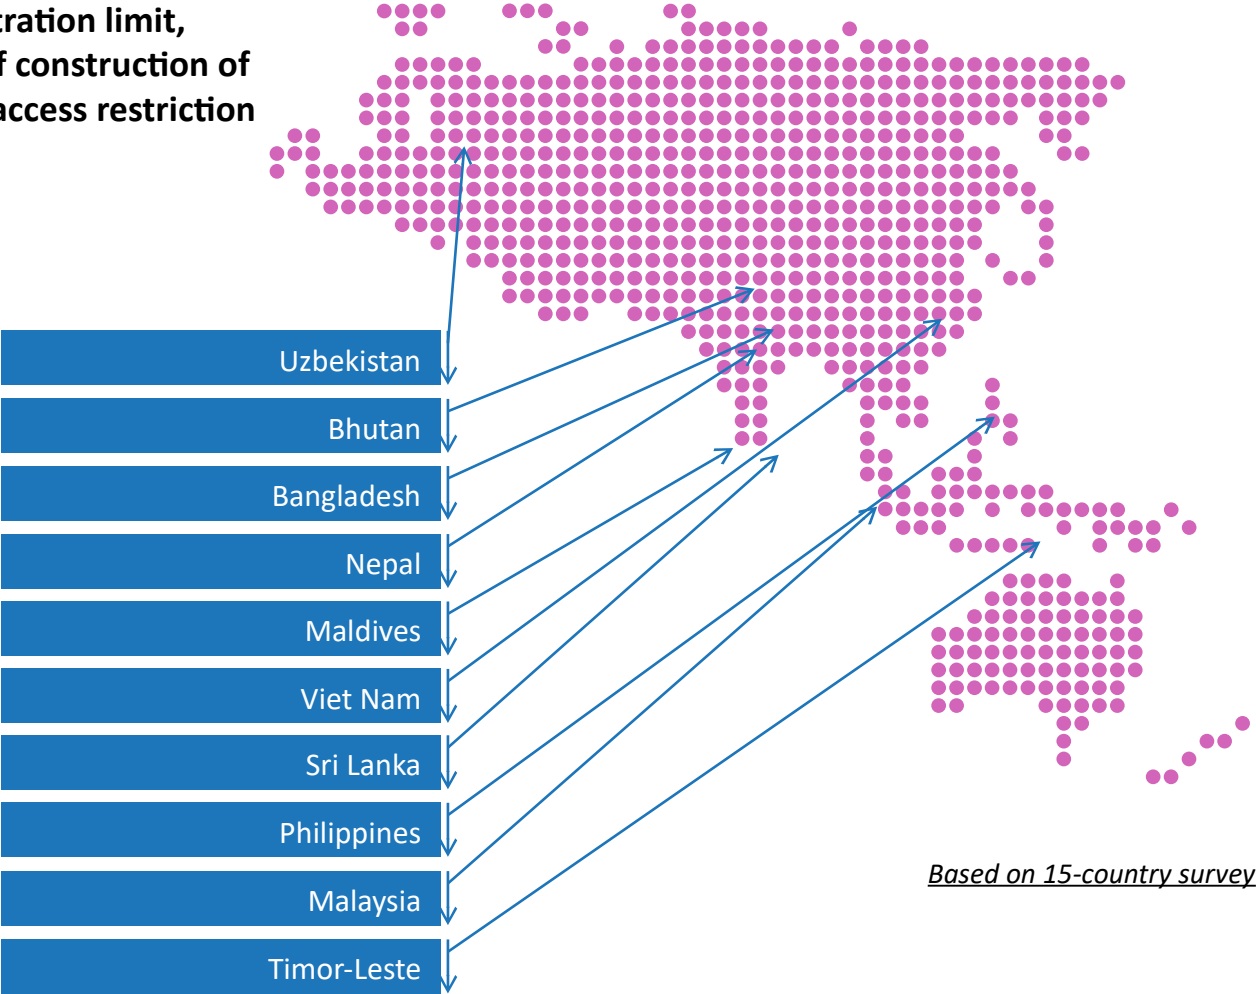 tration limit,
f construction of
access restriction
Uzbekistan
Bhutan
Bangladesh
Nepal
Maldives
Viet Nam
Sri Lanka
Philippines
Malaysia
Timor-Leste
Based on 15-country survey